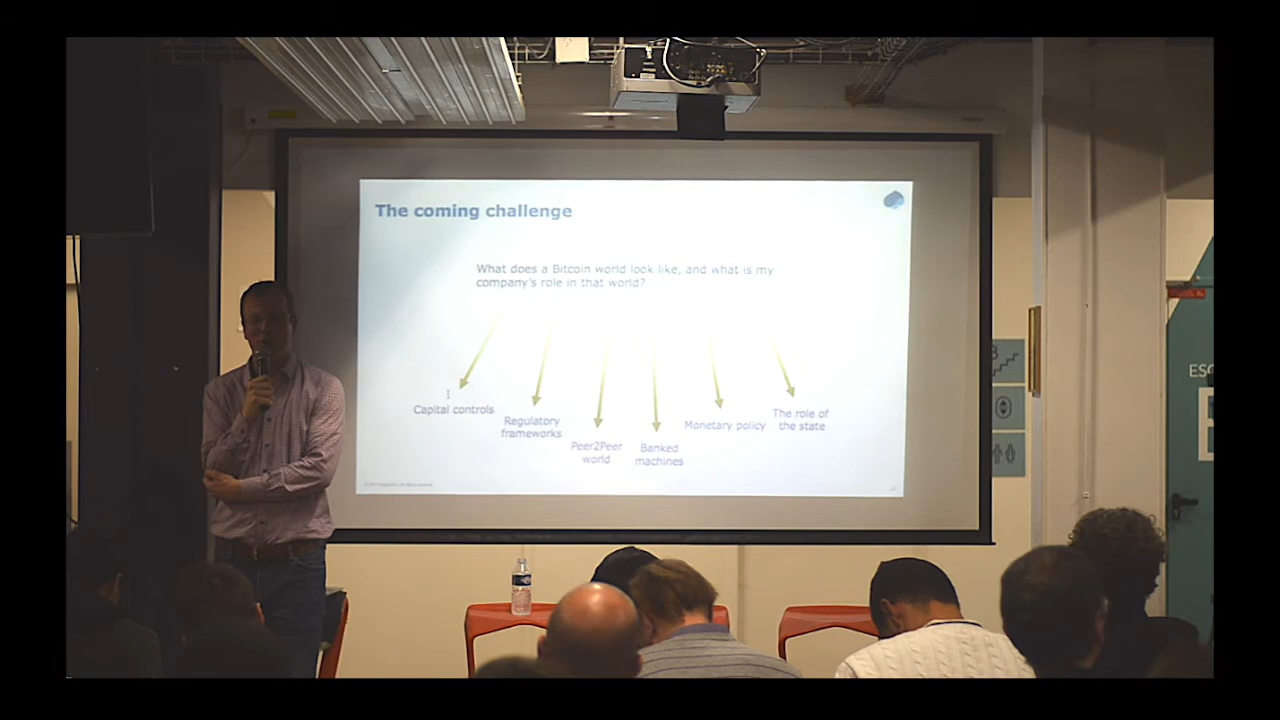 The coming challenge
What does a Bitcoin world look like, and what is my
company's role in that world?
Capital controls
Regulatory
frameworks
Peer2Peer
world
Banked
machines
Monetary policy
The role of
the state
ESC